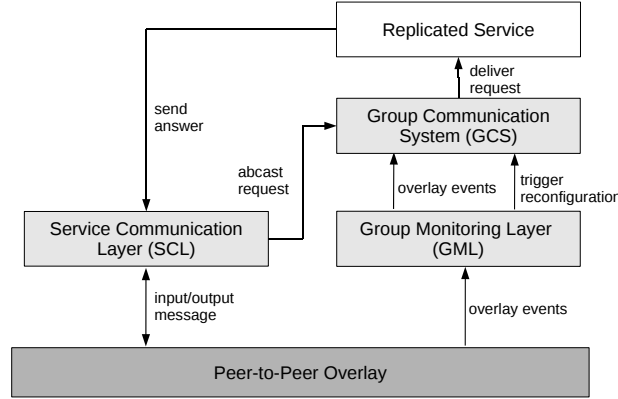 Replicated Service
deliver
request
send
answer
Group Communication
System (GCS)
abcast
request
overlay events
trigger
reconfiguration
Service Communication
Layer (SCL)
Group Monitoring Layer
(GML)
input/output
message
overlay events
Peer-to-Peer Overlay